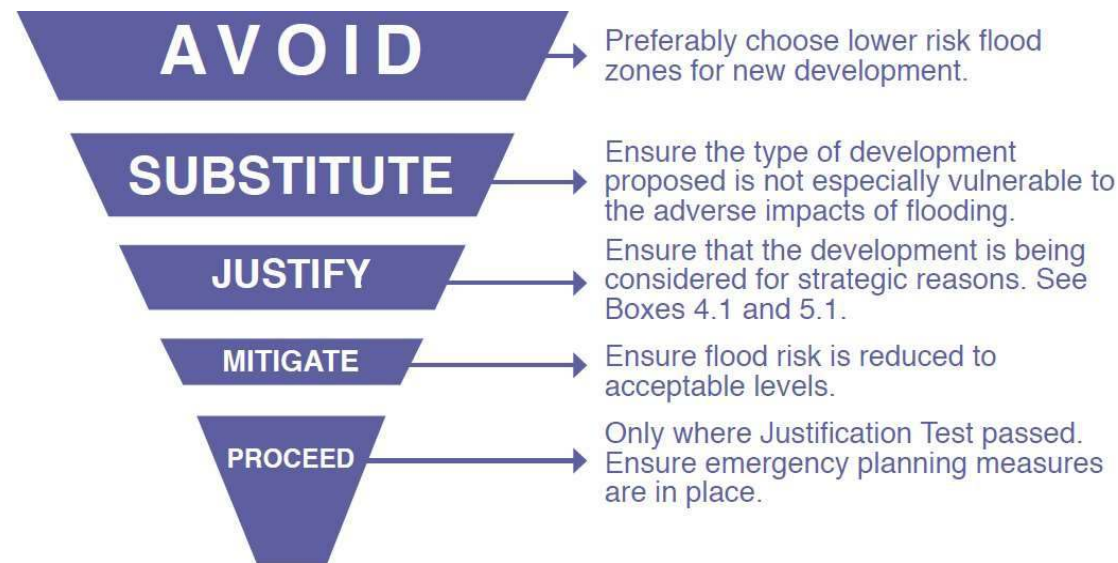 AVOID
Preferably choose lower risk flood
zones for new development.
SUBSTITUTE
Ensure the type of development
proposed is not especially vulnerable to
the adverse impacts of flooding.
JUSTIFY
Ensure that the development is being
considered for strategic reasons. See
Boxes 4.1 and 5.1.
MITIGATE
Ensure flood risk is reduced to
acceptable levels.
PROCEED
Only where Justification Test passed.
Ensure emergency planning measures
are in place.